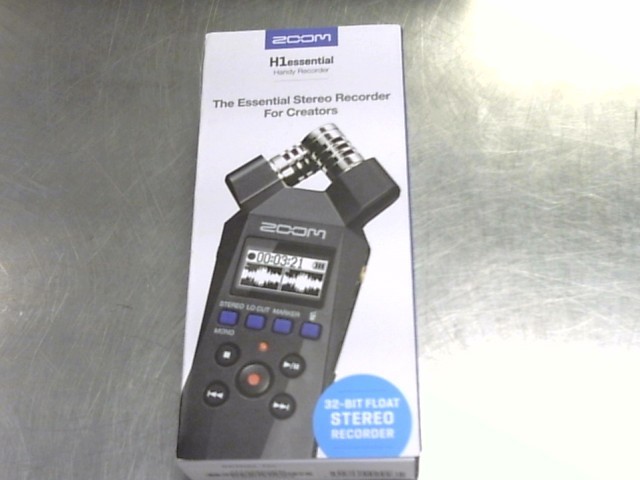 ZOOM
H1essential
Handy Recorder
The Essential Stereo Recorder
For Creators
ZOOM
00:03:21
STEREO LO CUT MARKER
MONO
32-BIT FLOAT
STEREO
RECORDER